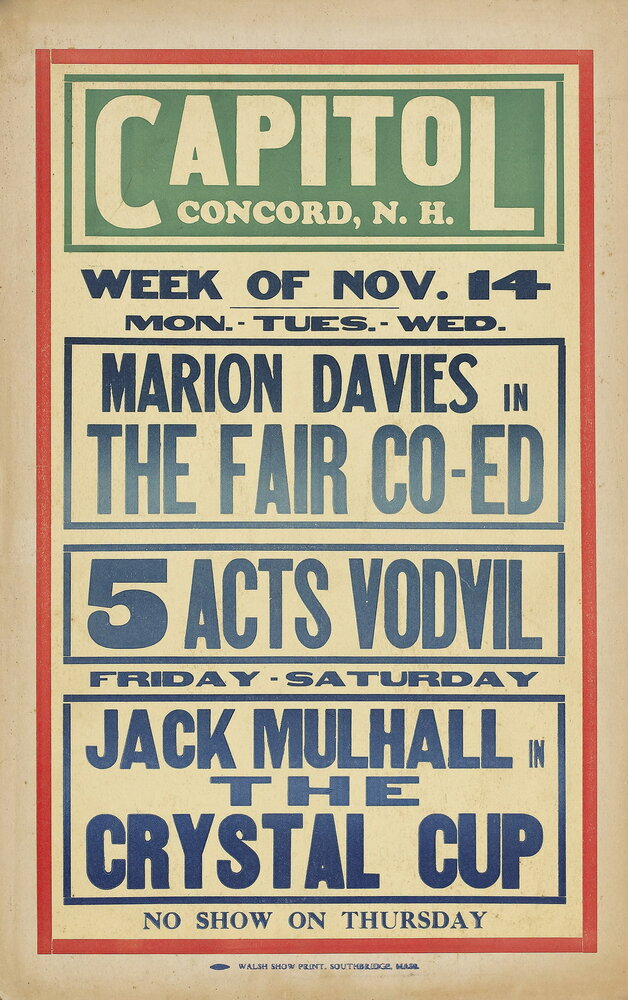 CAPITOL
CONCORD, N. H.
WEEK OF NOV. 14
MON. - TUES. - WED.
MARION DAVIES IN
THE FAIR CO-ED
5 ACTS VODVIL
FRIDAY - SATURDAY
JACK MULHALL IN
THE
CRYSTAL CUP
NO SHOW ON THURSDAY
WALSH SHOW PRINT, SOUTHBRIDGE, MASS.